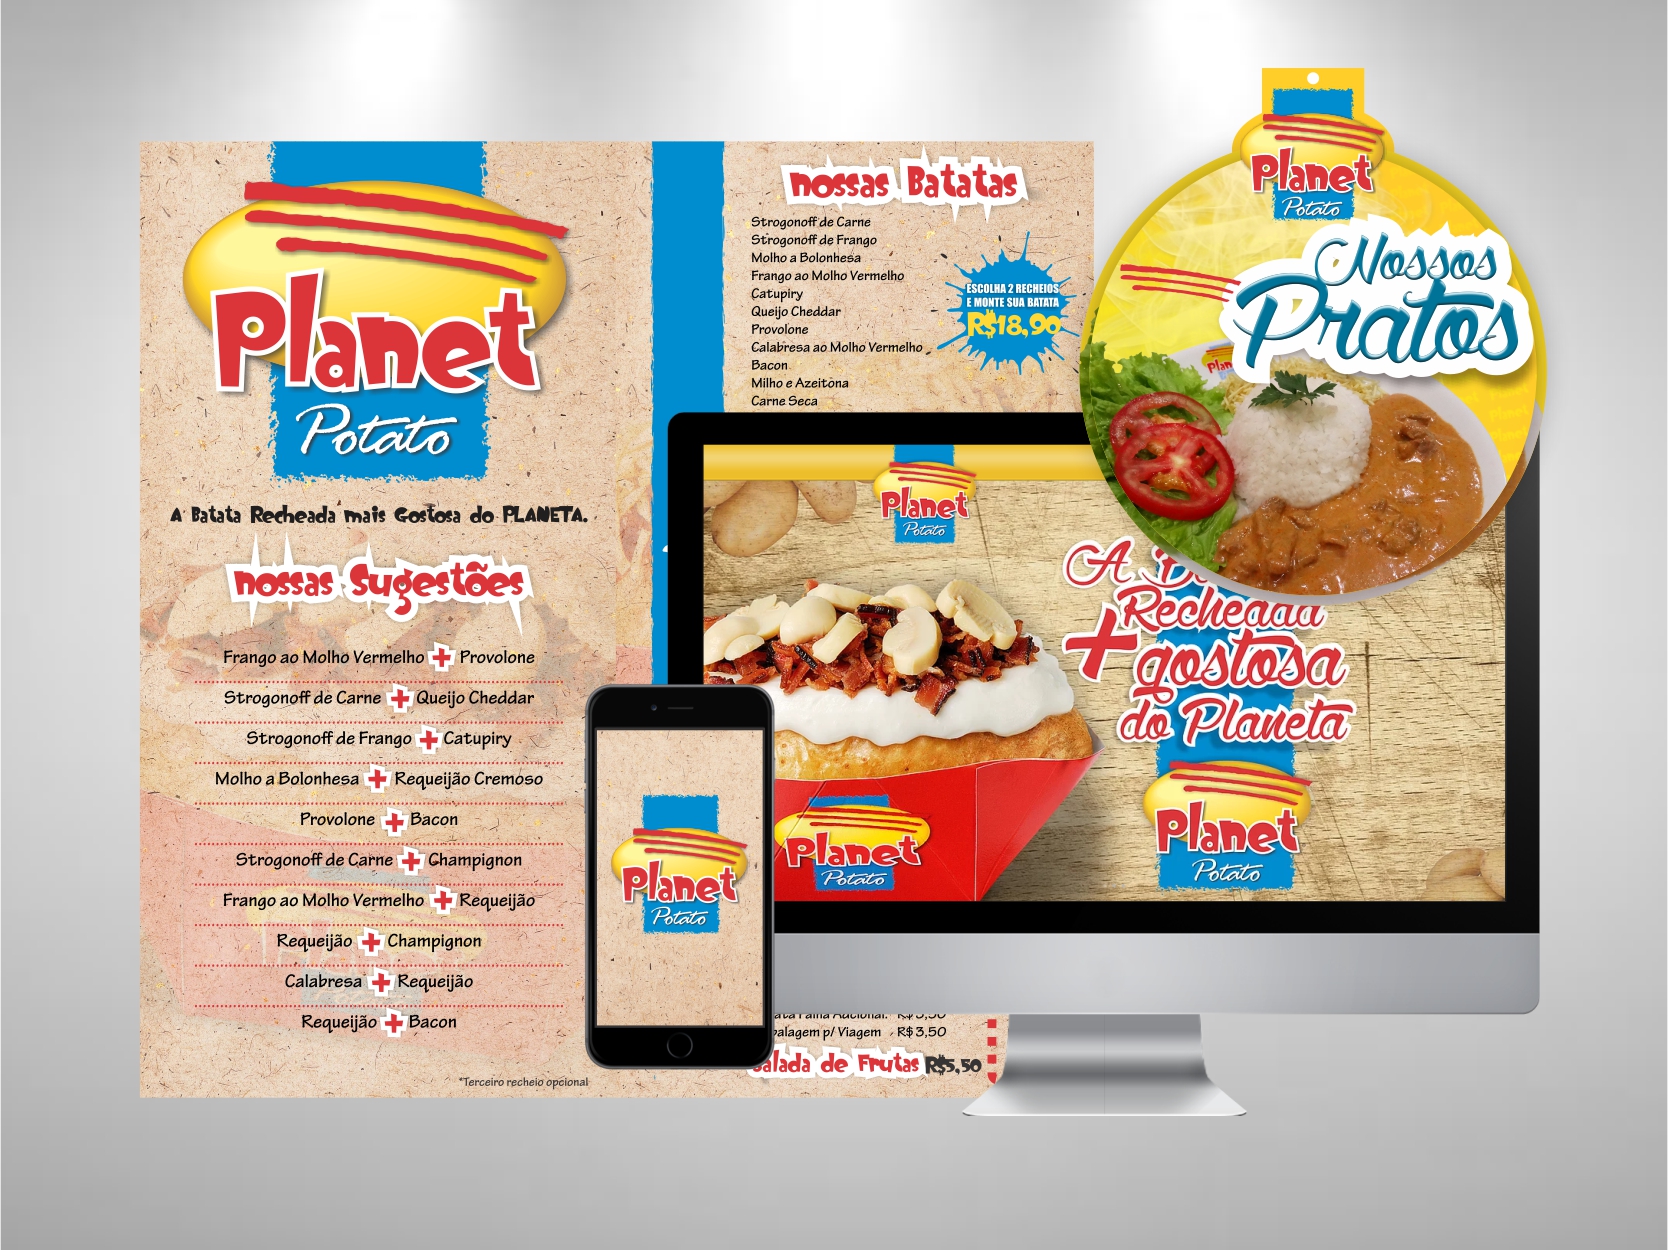 Planet
Potato
A Batata Recheada mais Gostosa do PLANETA.
nossas Sugestões
Frango ao Molho Vermelho + Provolone
Strogonoff de Carne + Queijo Cheddar
Strogonoff de Frango + Catupiry
Molho a Bolonhesa + Requeijão Cremoso
Provolone + Bacon
Strogonoff de Carne + Champignon
Frango ao Molho Vermelho + Requeijão
Requeijão + Champignon
Calabresa + Requeijão
Requeijão + Bacon
*Terceiro recheio opcional
nossas Batatas
Strogonoff de Carne
Strogonoff de Frango
Molho a Bolonhesa
Frango ao Molho Vermelho
Catupiry
Queijo Cheddar
Provolone
Calabresa ao Molho Vermelho
Bacon
Milho e Azeitona
Carne Seca
ESCOLHA 2 RECHEIOS
E MONTE SUA BATATA
R$18,90
p/ Viagem R$ 3,50
de Frutas R$5,50
Planet
Potato
Planet
Potato
A
Recheada
+gostosa
do Planeta
Planet
Potato
Planet
Potato
Planet
Potato
Nossos
Pratos